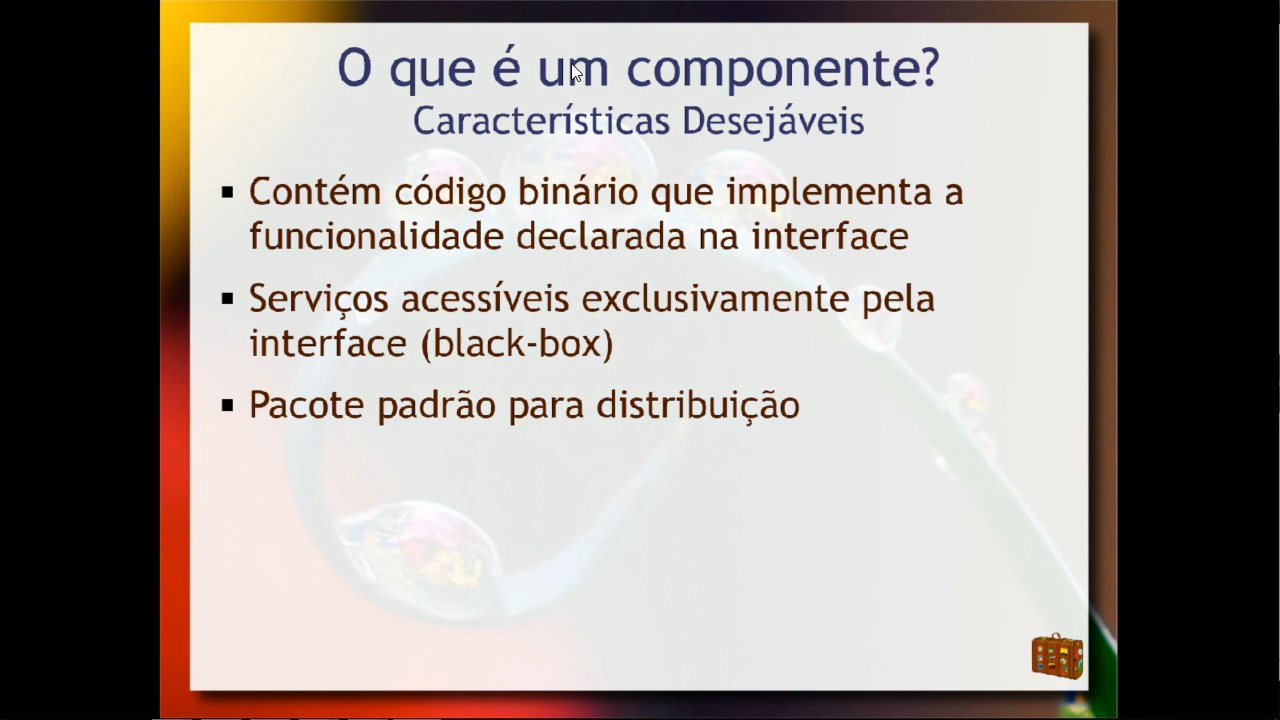 O que é um componente?
Características Desejáveis
▪ Contém código binário que implementa a
funcionalidade declarada na interface
▪ Serviços acessíveis exclusivamente pela
interface (black-box)
▪ Pacote padrão para distribuição